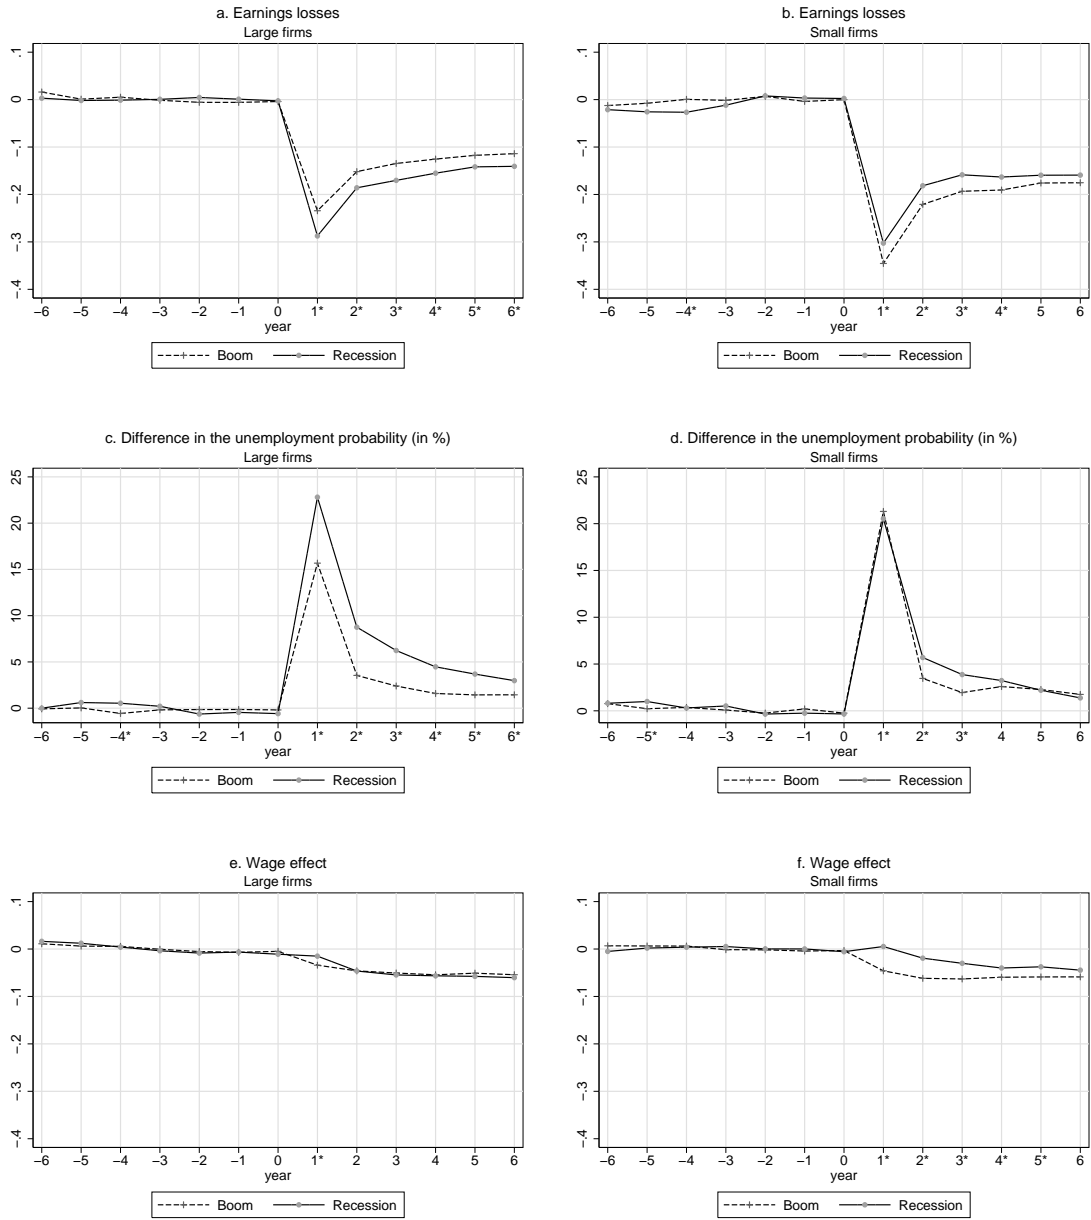 a. Earnings losses
Large firms
.1
0
−.1
−.2
−.3
−.4
−6 −5 −4 −3 −2 −1 0 1* 2* 3* 4* 5* 6*
year
Boom Recession
b. Earnings losses
Small firms
.1
0
−.1
−.2
−.3
−.4
−6 −5 −4* −3 −2 −1 0 1* 2* 3* 4* 5 6
year
Boom Recession
c. Difference in the unemployment probability (in %)
Large firms
25
20
15
10
5
0
−6 −5 −4* −3 −2 −1 0 1* 2* 3* 4* 5* 6*
year
Boom Recession
d. Difference in the unemployment probability (in %)
Small firms
25
20
15
10
5
0
−6 −5* −4 −3 −2 −1 0 1* 2* 3* 4* 5 6
year
Boom Recession
e. Wage effect
Large firms
.1
0
−.1
−.2
−.3
−.4
−6 −5 −4 −3 −2 −1 0 1* 2 3 4 5 6
year
Boom Recession
f. Wage effect
Small firms
.1
0
−.1
−.2
−.3
−.4
−6 −5 −4 −3 −2 −1 0 1* 2* 3* 4* 5* 6
year
Boom Recession